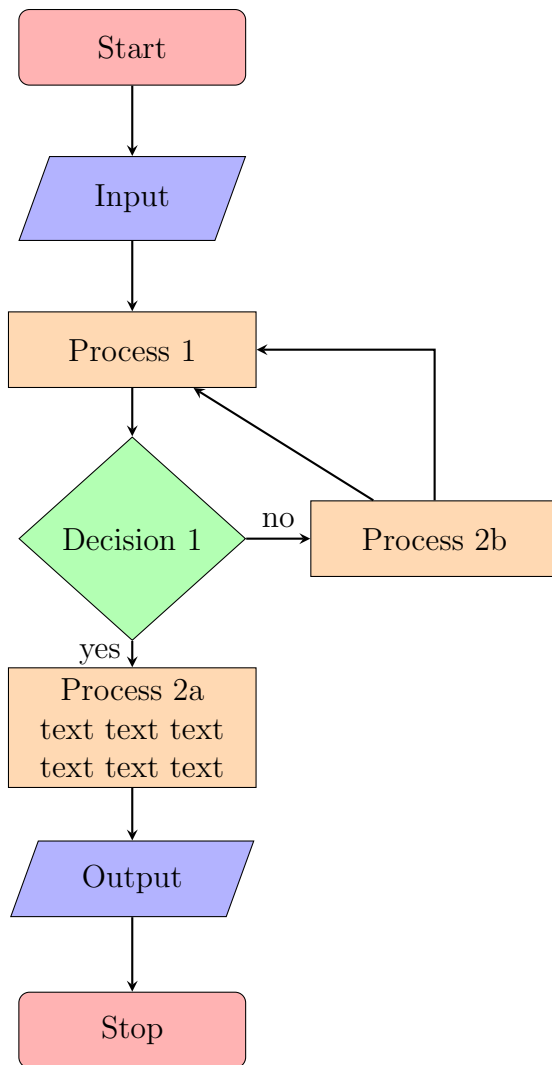 Start
Input
Process 1
Decision 1
no
Process 2b
yes
Process 2a
text text text
text text text
Output
Stop